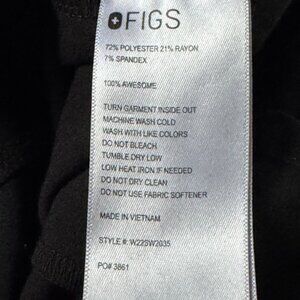 FIGS
72% POLYESTER 21% RAYON
7% SPANDEX
100% AWESOME
TURN GARMENT INSIDE OUT
MACHINE WASH COLD
WASH WITH LIKE COLORS
DO NOT BLEACH
TUMBLE DRY LOW
LOW HEAT IRON IF NEEDED
DO NOT DRY CLEAN
DO NOT USE FABRIC SOFTENER
MADE IN VIETNAM
STYLE #: W22SW2035
PO# 3861